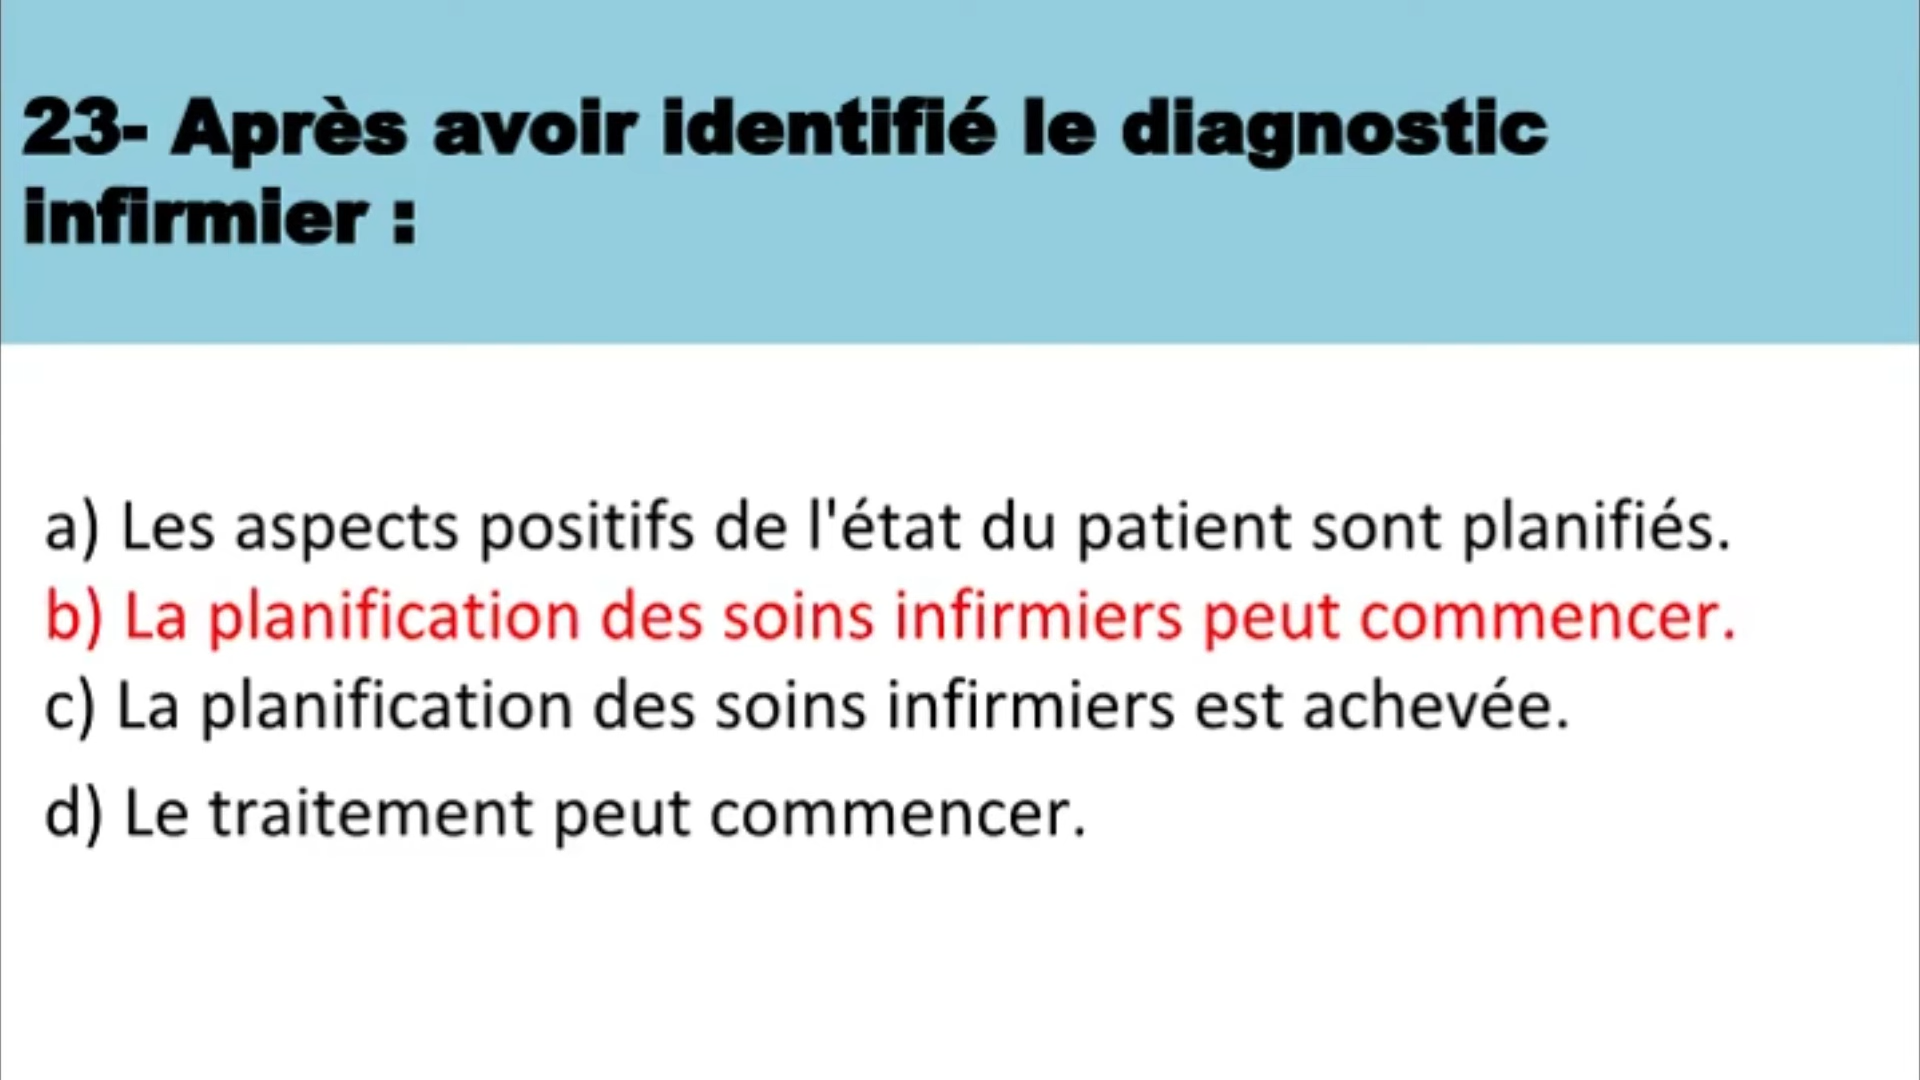 23- Après avoir identifié le diagnostic
infirmier :
a) Les aspects positifs de l'état du patient sont planifiés.
b) La planification des soins infirmiers peut commencer.
c) La planification des soins infirmiers est achevée.
d) Le traitement peut commencer.